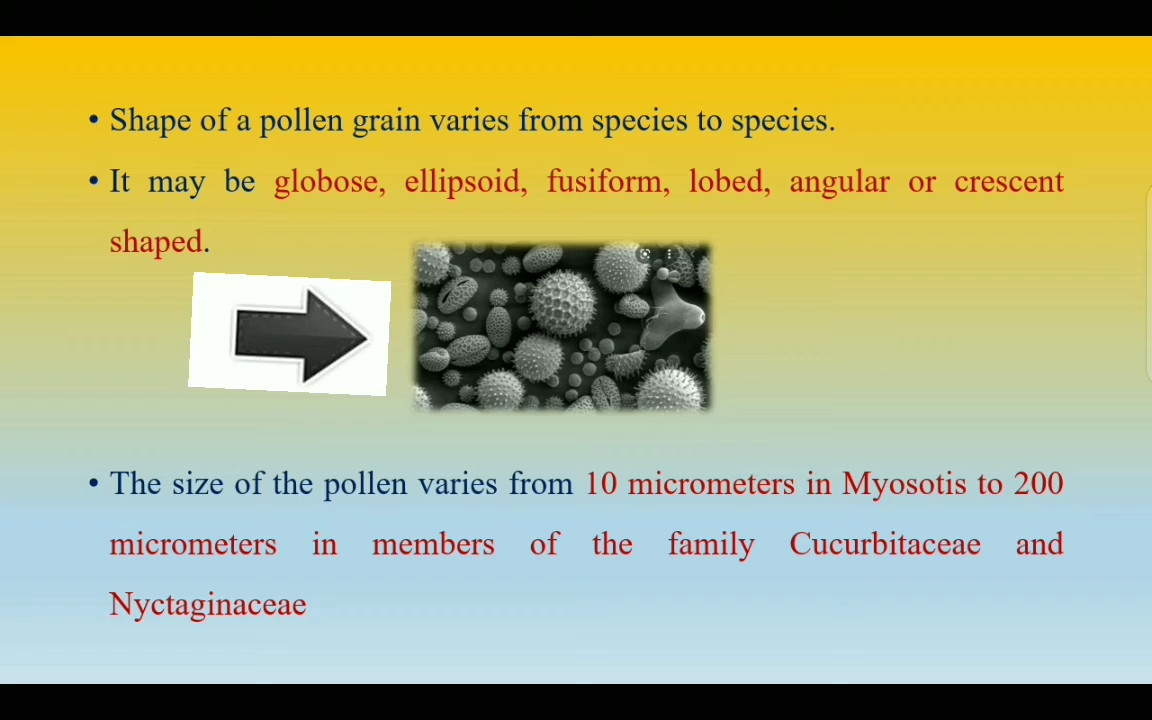 • Shape of a pollen grain varies from species to species.
• It may be globose, ellipsoid, fusiform, lobed, angular or crescent
shaped.
• The size of the pollen varies from 10 micrometers in Myosotis to 200
micrometers in members of the family Cucurbitaceae and
Nyctaginaceae